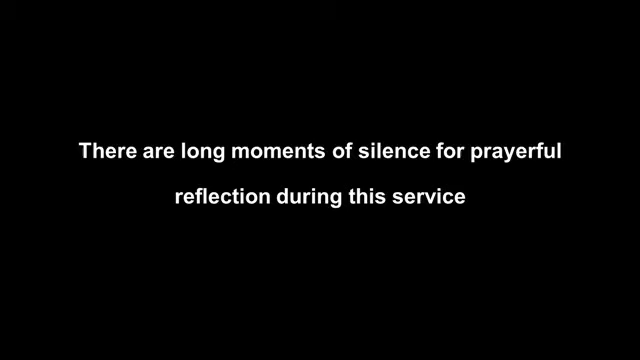 There are long moments of silence for prayerful
reflection during this service